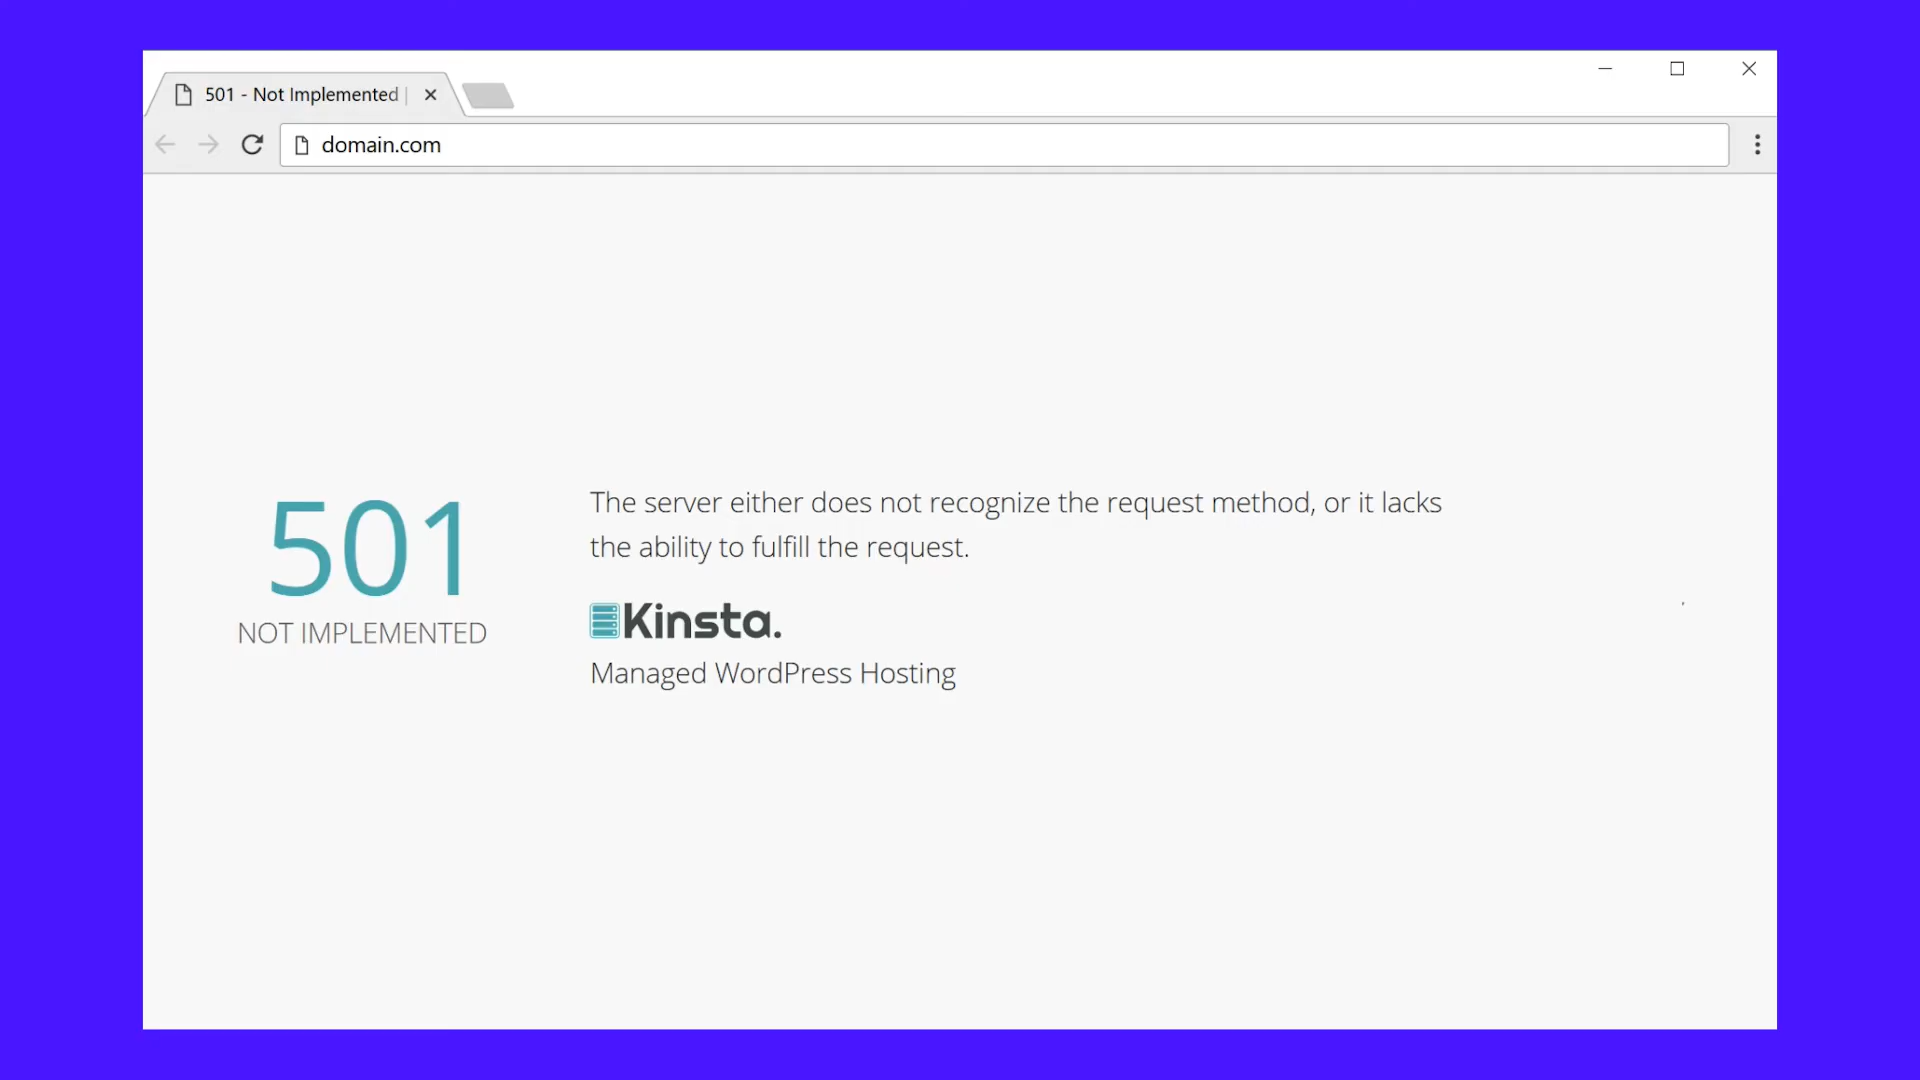 501 - Not Implemented |
domain.com
501
NOT IMPLEMENTED
The server either does not recognize the request method, or it lacks
the ability to fulfill the request.
Kinsta.
Managed WordPress Hosting